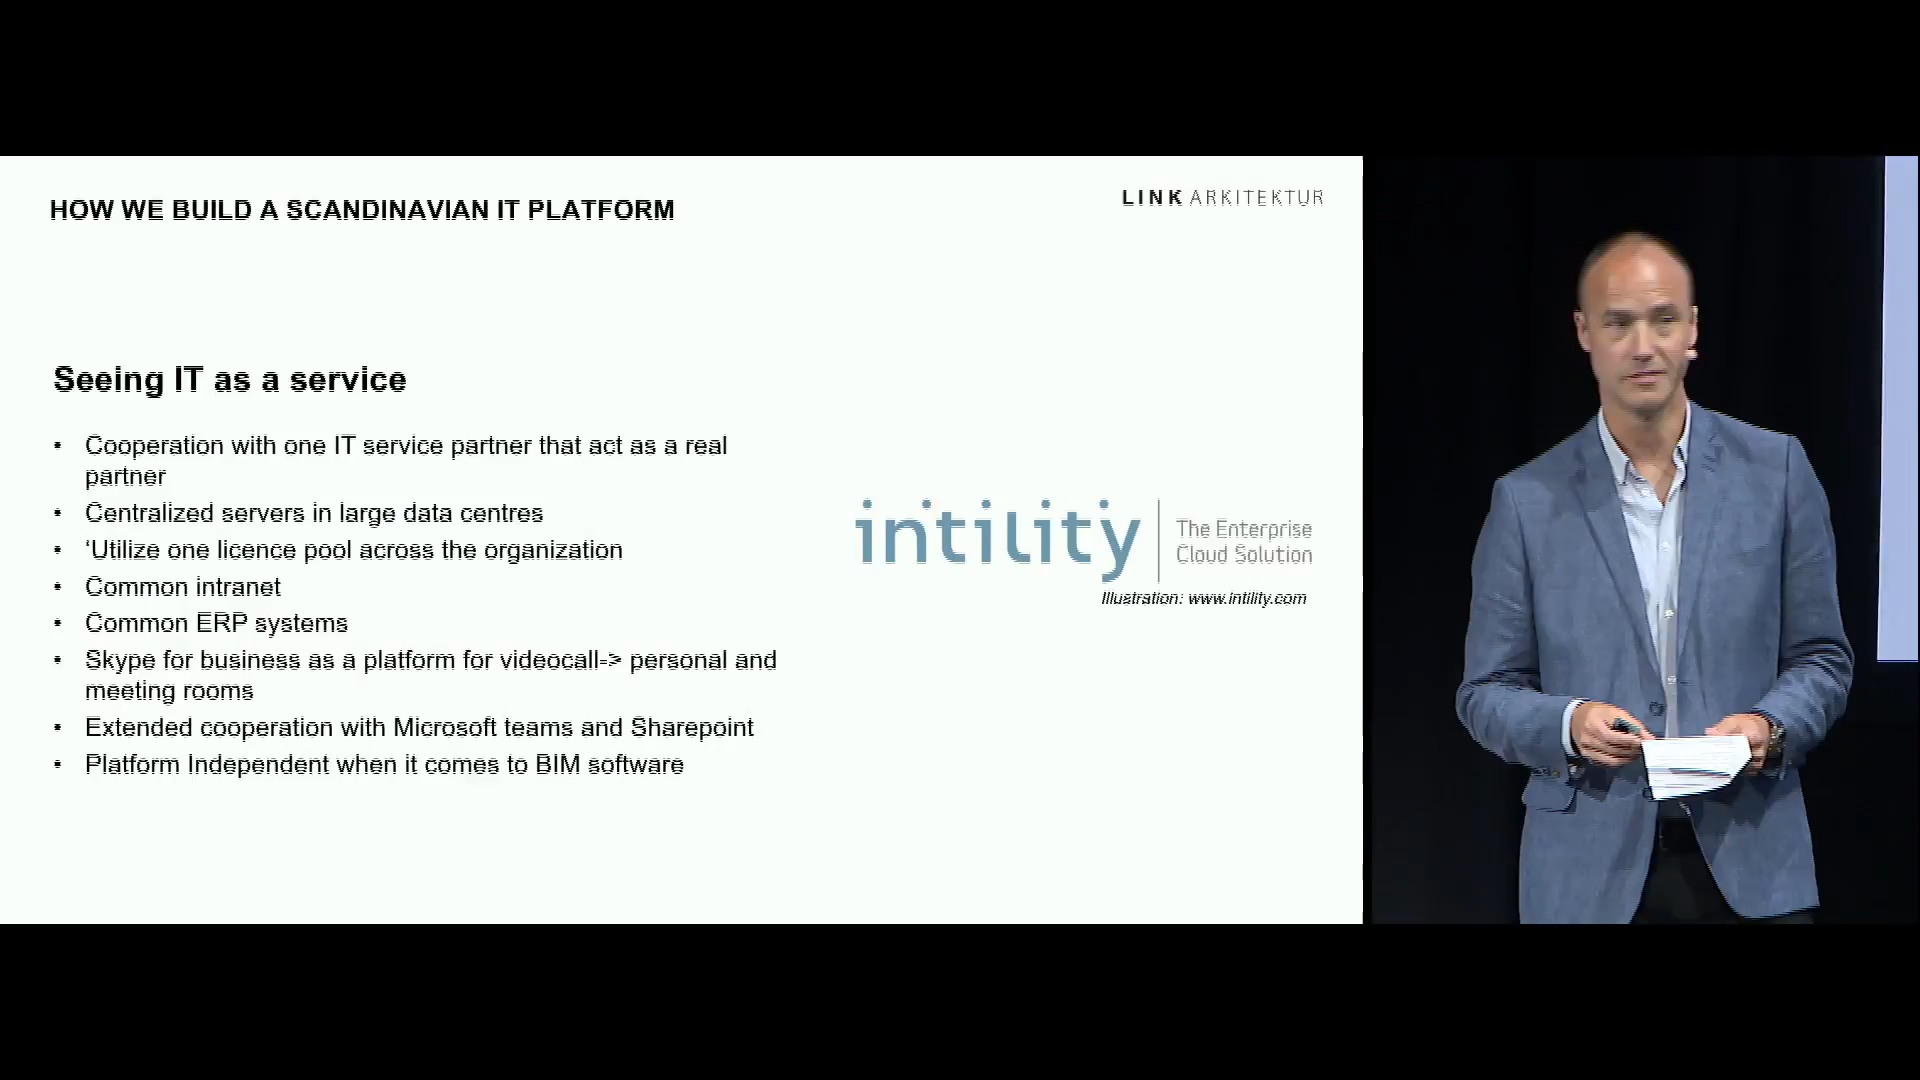 HOW WE BUILD A SCANDINAVIAN IT PLATFORM
LINK ARKITEKTUR
Seeing IT as a service
• Cooperation with one IT service partner that act as a real
partner
• Centralized servers in large data centres
• ‘Utilize one licence pool across the organization
• Common intranet
• Common ERP systems
• Skype for business as a platform for videocall-> personal and
meeting rooms
• Extended cooperation with Microsoft teams and Sharepoint
• Platform Independent when it comes to BIM software
intility
The Enterprise
Cloud Solution
Illustration: www.intility.com